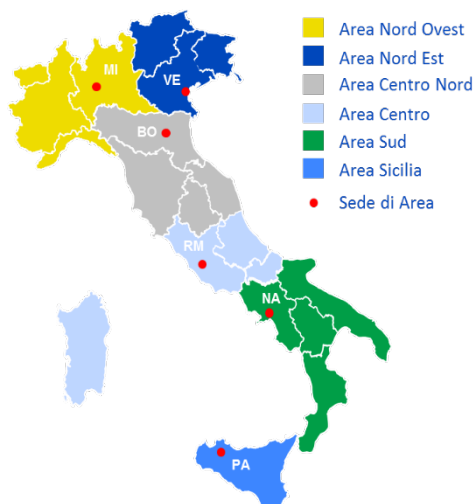 Area Nord Ovest
Area Nord Est
Area Centro Nord
Area Centro
Area Sud
Area Sicilia
Sede di Area
MI
VE
BO
RM
NA
PA